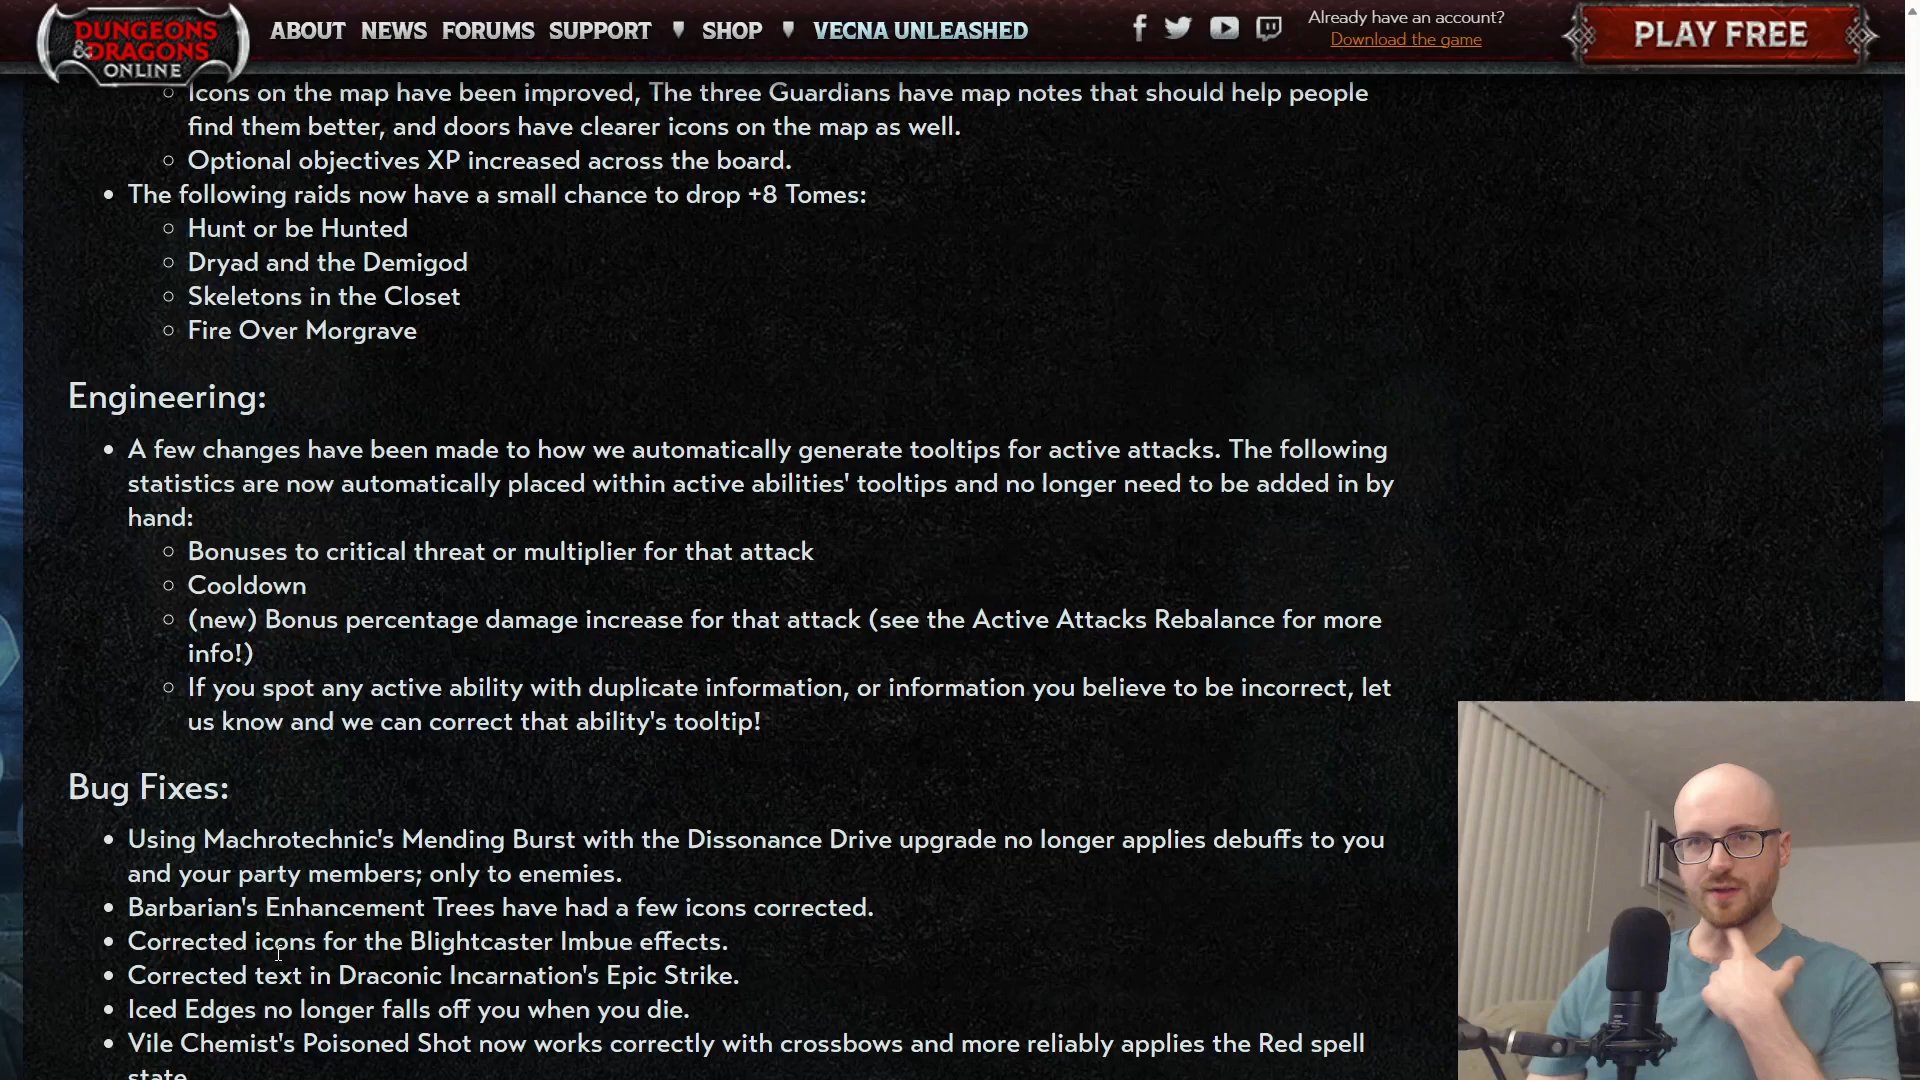 DUNGEONS
& DRAGONS
ONLINE
ABOUT NEWS FORUMS SUPPORT SHOP VECNA UNLEASHED
Already have an account?
Download the game
PLAY FREE
Icons on the map have been improved, The three Guardians have map notes that should help people
find them better, and doors have clearer icons on the map as well.
Optional objectives XP increased across the board.
The following raids now have a small chance to drop +8 Tomes:
Hunt or be Hunted
Dryad and the Demigod
Skeletons in the Closet
Fire Over Morgrave
Engineering:
A few changes have been made to how we automatically generate tooltips for active attacks. The following
statistics are now automatically placed within active abilities' tooltips and no longer need to be added in by
hand:
Bonuses to critical threat or multiplier for that attack
Cooldown
(new) Bonus percentage damage increase for that attack (see the Active Attacks Rebalance for more
info!)
If you spot any active ability with duplicate information, or information you believe to be incorrect, let
us know and we can correct that ability's tooltip!
Bug Fixes:
Using Machrotechnic's Mending Burst with the Dissonance Drive upgrade no longer applies debuffs to you
and your party members; only to enemies.
Barbarian's Enhancement Trees have had a few icons corrected.
Corrected icons for the Blightcaster Imbue effects.
Corrected text in Draconic Incarnation's Epic Strike.
Iced Edges no longer falls off you when you die.
Vile Chemist's Poisoned Shot now works correctly with crossbows and more reliably applies the Red spell
state